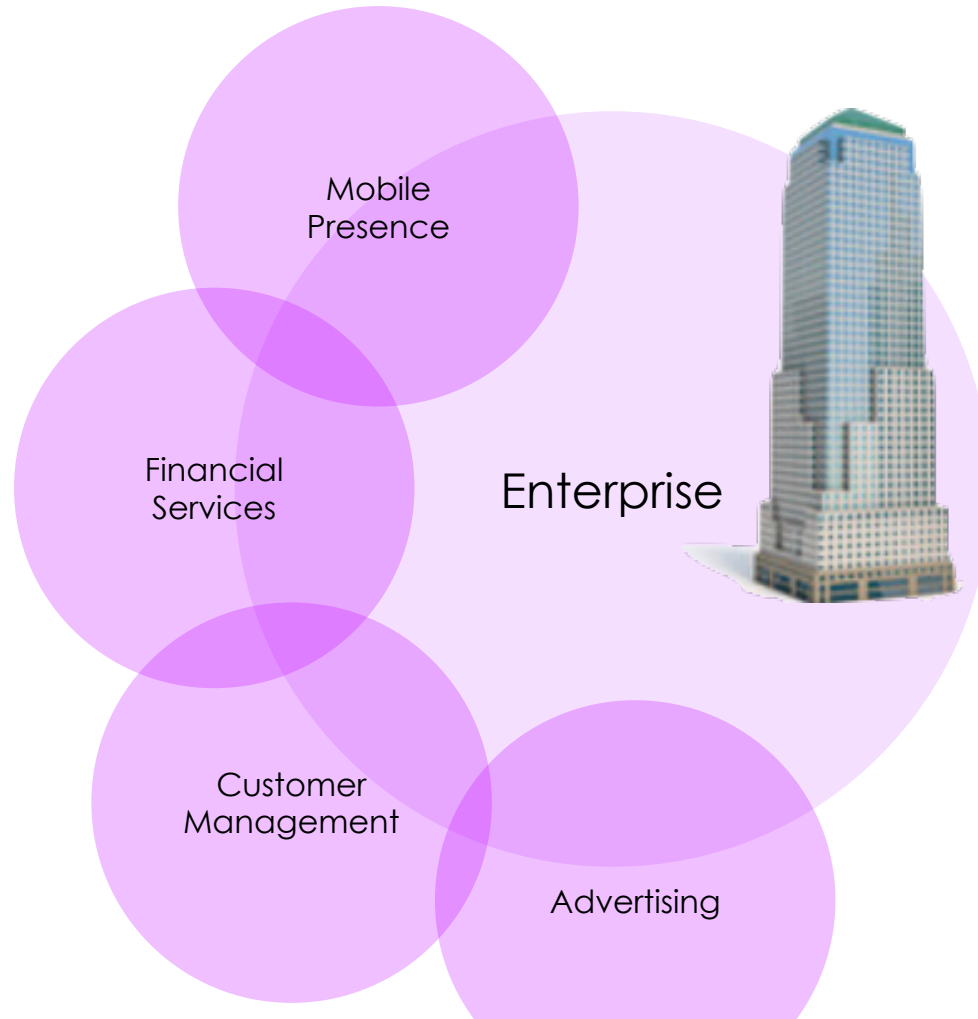 Mobile
Presence
Financial
Services
Enterprise
Customer
Management
Advertising